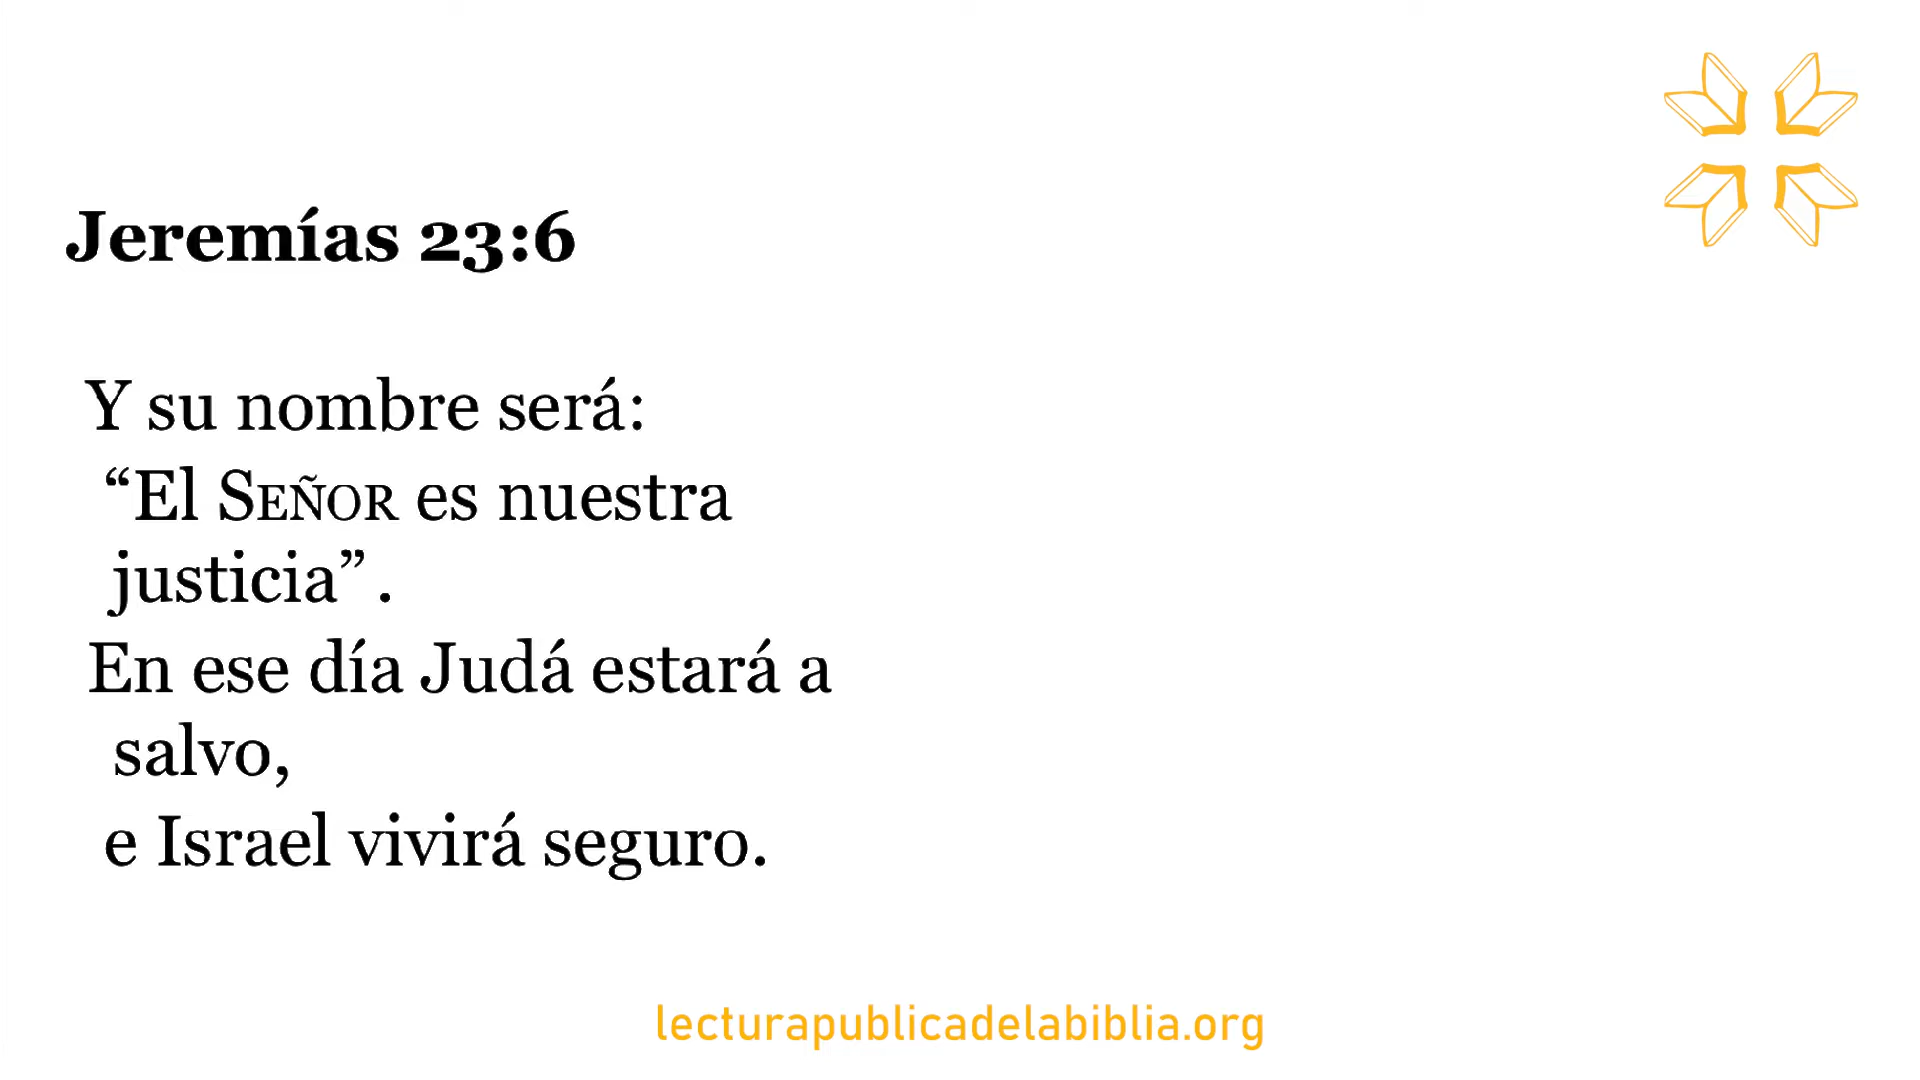 Jeremías 23:6
Y su nombre será:
“El SEÑOR es nuestra
justicia”.
En ese día Judá estará a
salvo,
e Israel vivirá seguro.
lecturapublicadelabiblia.org